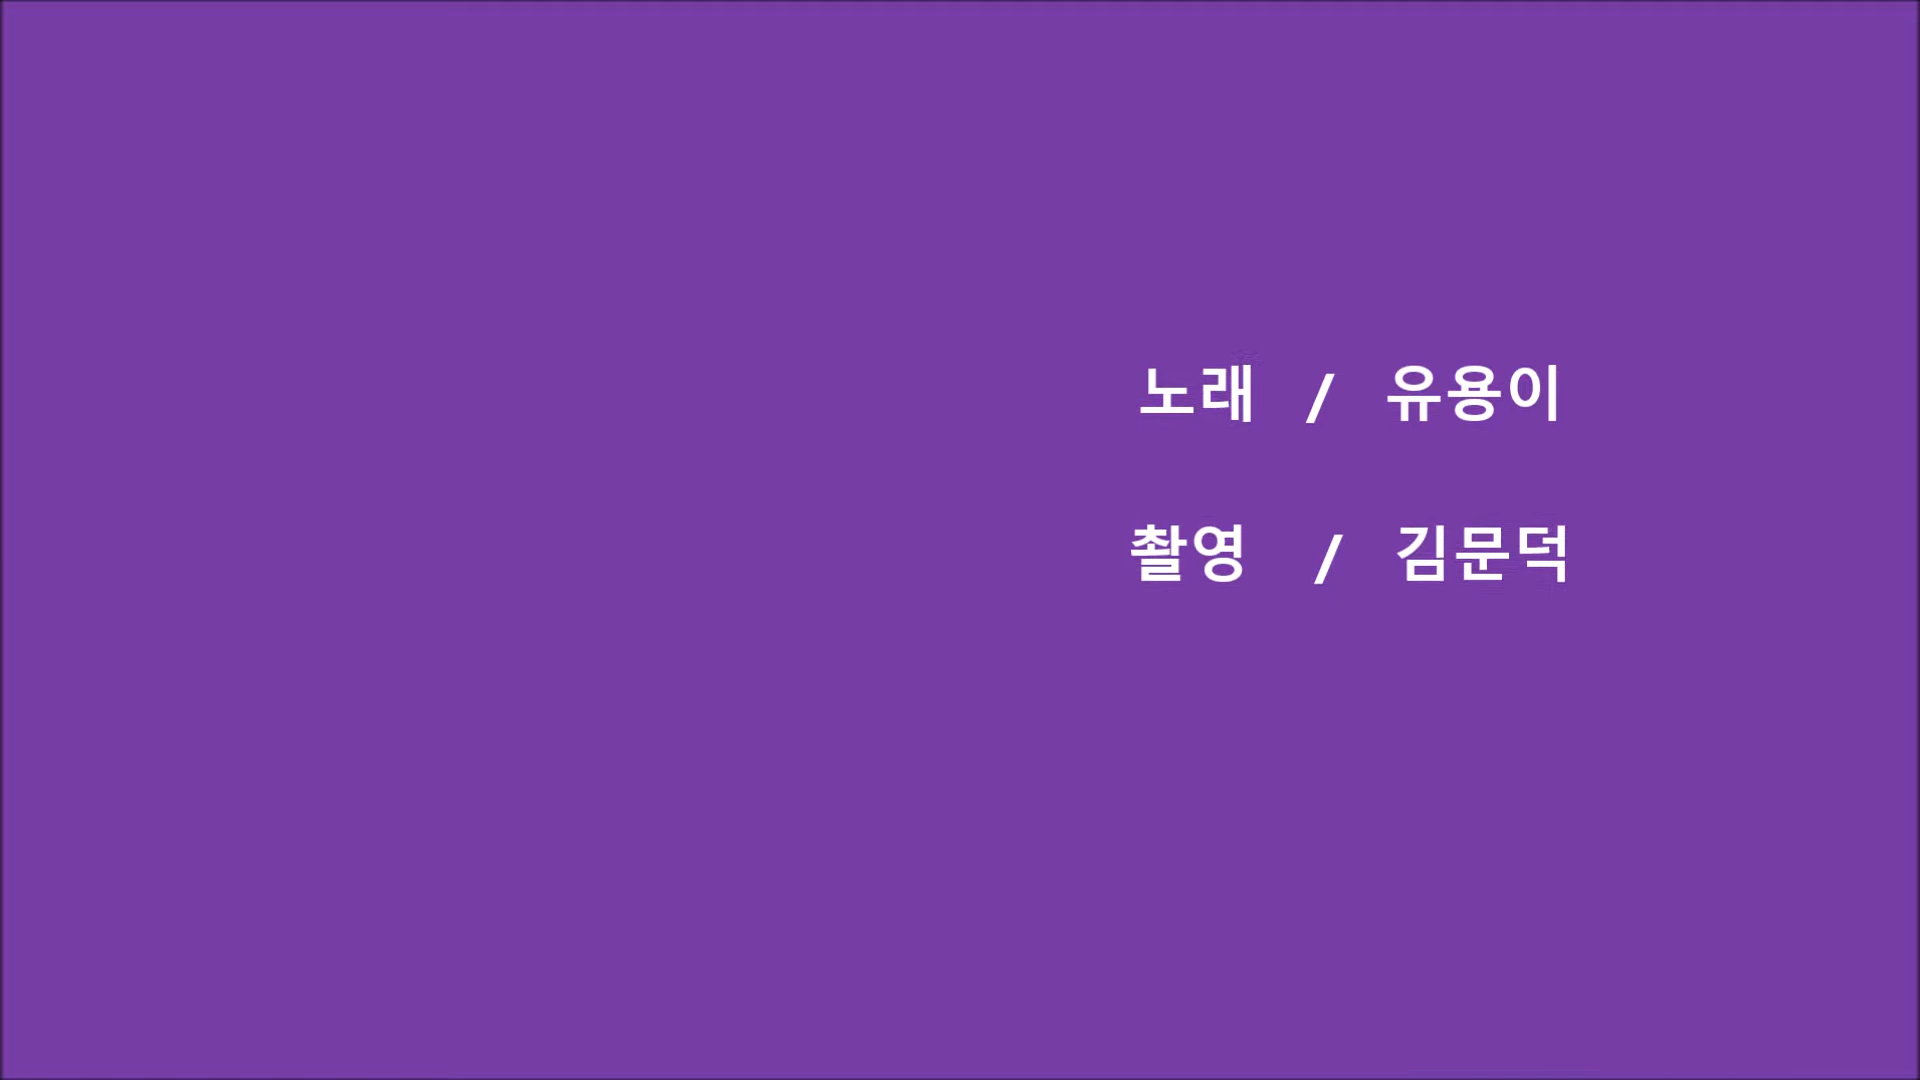 노래 / 유용이
촬영 / 김문덕